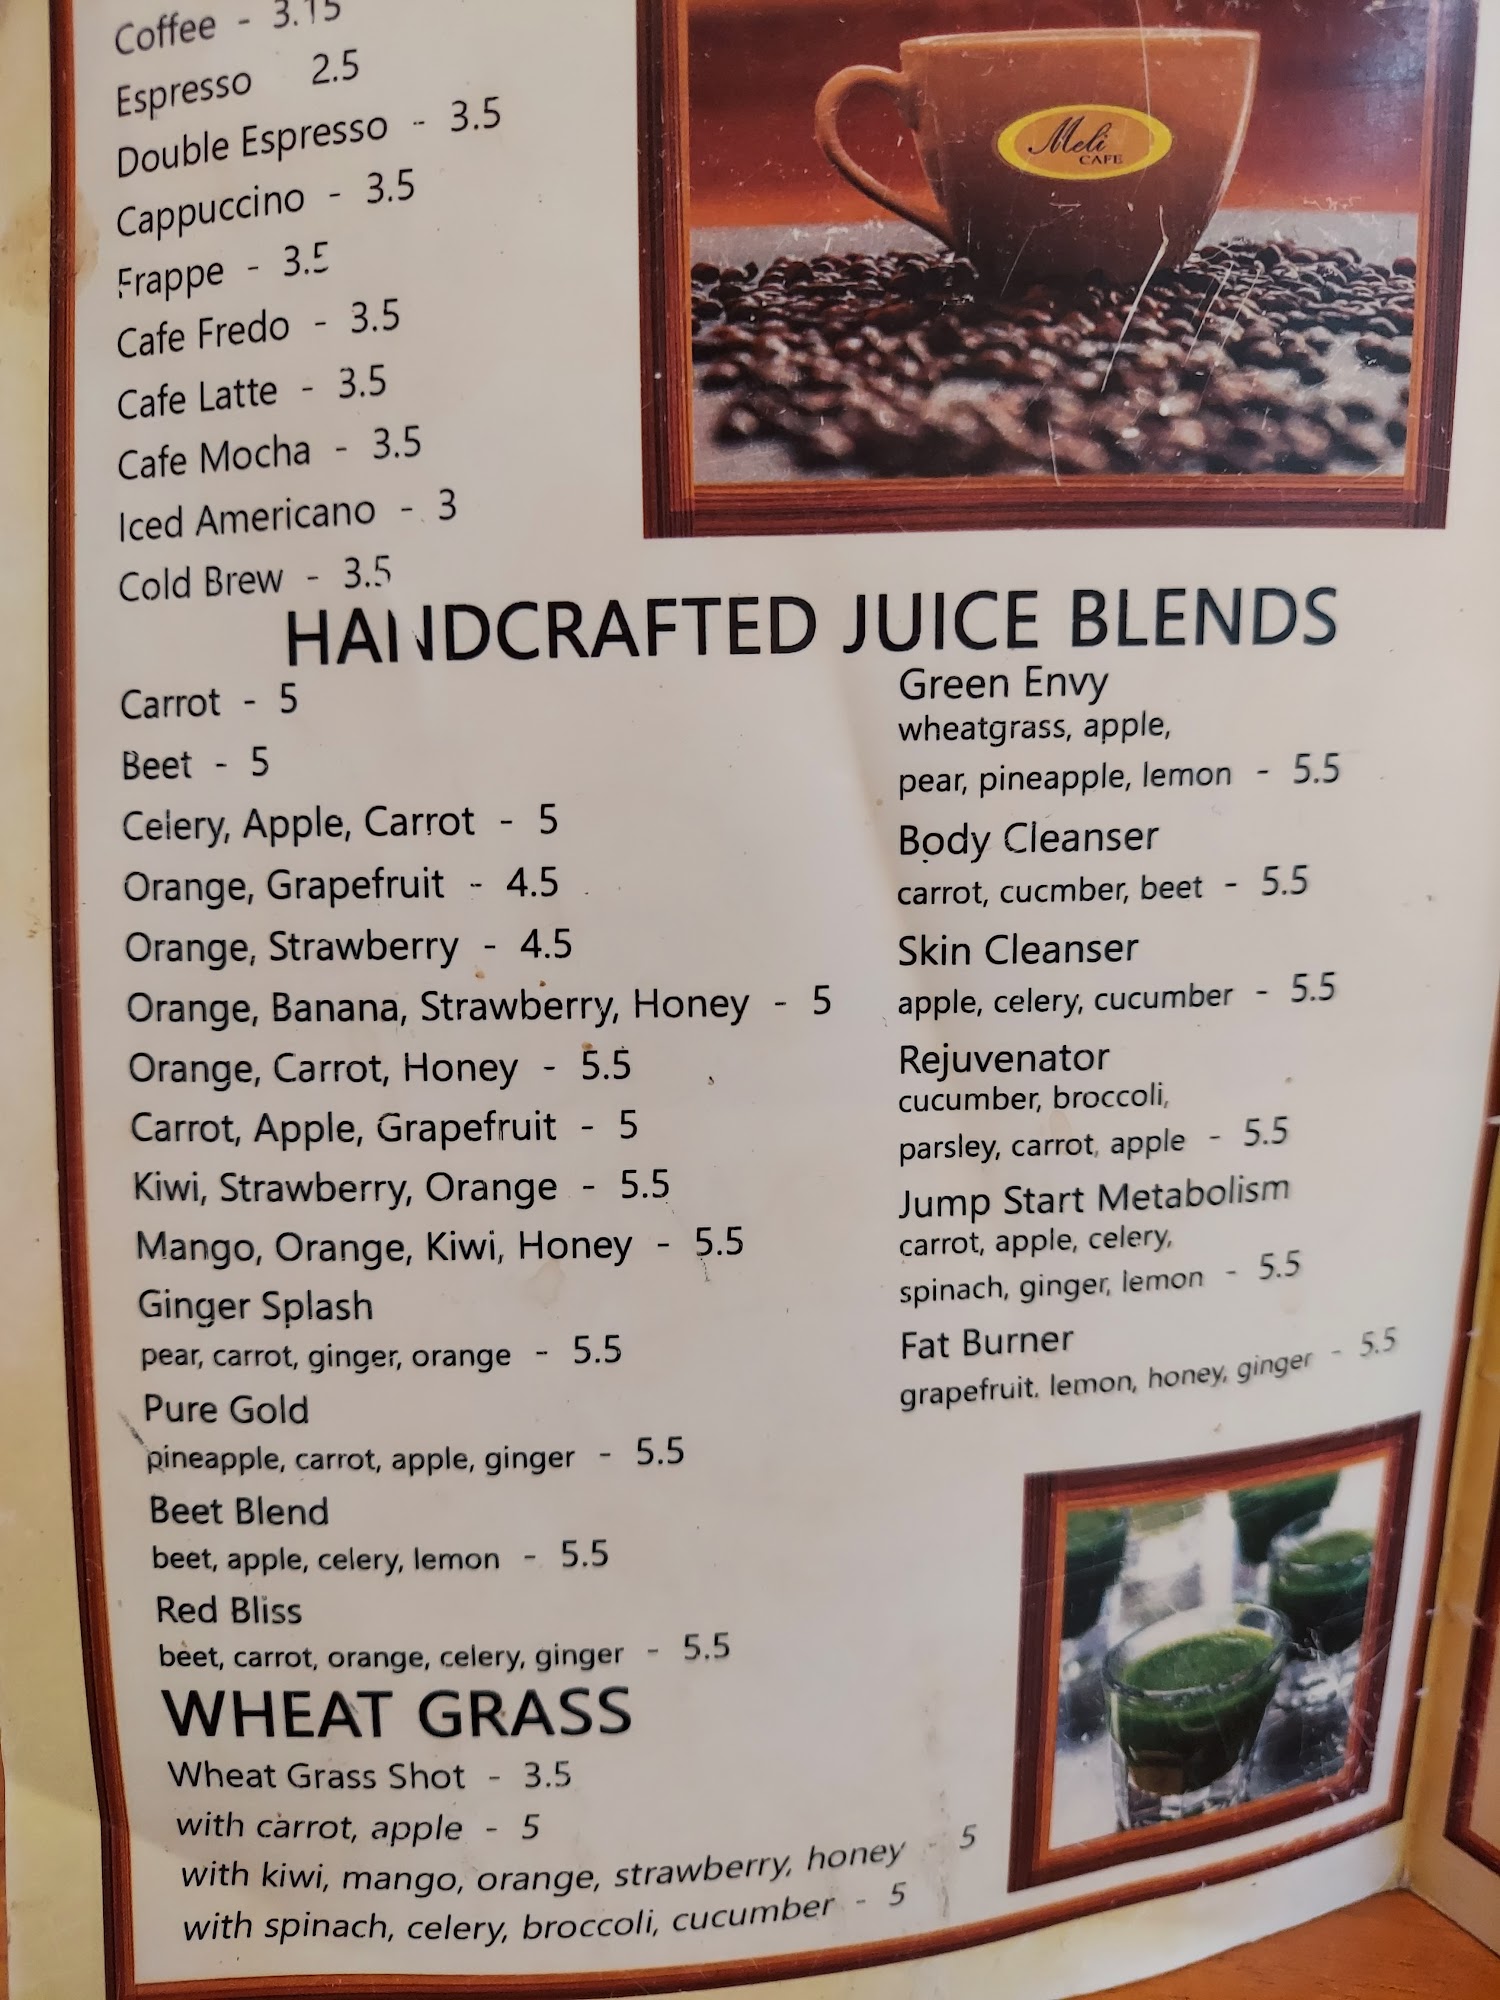 Coffee - 3.15
Espresso 2.5
Double Espresso - 3.5
Cappuccino - 3.5
Frappe - 3.5
Cafe Fredo - 3.5
Cafe Latte - 3.5
Cafe Mocha - 3.5
Iced Americano - 3
Cold Brew - 3.5
Meli
CAFE
HANDCRAFTED JUICE BLENDS
Carrot - 5
Beet - 5
Celery, Apple, Carrot - 5
Orange, Grapefruit - 4.5
Orange, Strawberry - 4.5
Orange, Banana, Strawberry, Honey - 5
Orange, Carrot, Honey - 5.5
Carrot, Apple, Grapefruit - 5
Kiwi, Strawberry, Orange - 5.5
Mango, Orange, Kiwi, Honey - 5.5
Ginger Splash
pear, carrot, ginger, orange - 5.5
Pure Gold
pineapple, carrot, apple, ginger - 5.5
Beet Blend
beet, apple, celery, lemon - 5.5
Red Bliss
beet, carrot, orange, celery, ginger - 5.5
Green Envy
wheatgrass, apple,
pear, pineapple, lemon - 5.5
Body Cleanser
carrot, cucmber, beet - 5.5
Skin Cleanser
apple, celery, cucumber - 5.5
Rejuvenator
cucumber, broccoli,
parsley, carrot, apple - 5.5
Jump Start Metabolism
carrot, apple, celery,
spinach, ginger, lemon - 5.5
Fat Burner
grapefruit, lemon, honey, ginger - 5.5
WHEAT GRASS
Wheat Grass Shot - 3.5
with carrot, apple - 5
with kiwi, mango, orange, strawberry, honey - 5
with spinach, celery, broccoli, cucumber - 5